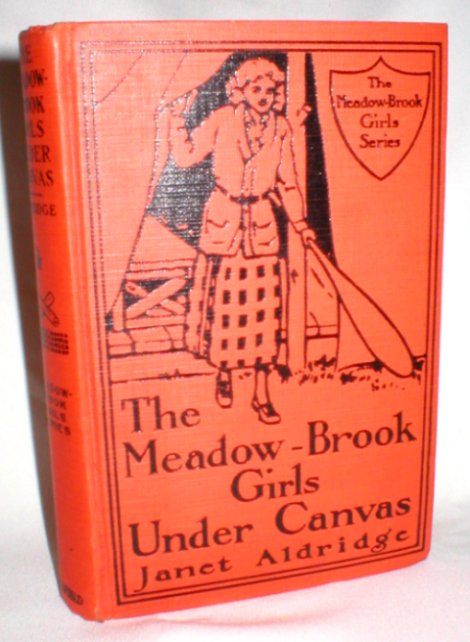 The
Meadow-Brook
Girls
Series
The
Meadow-Brook
Girls
Under Canvas
Janet Aldridge